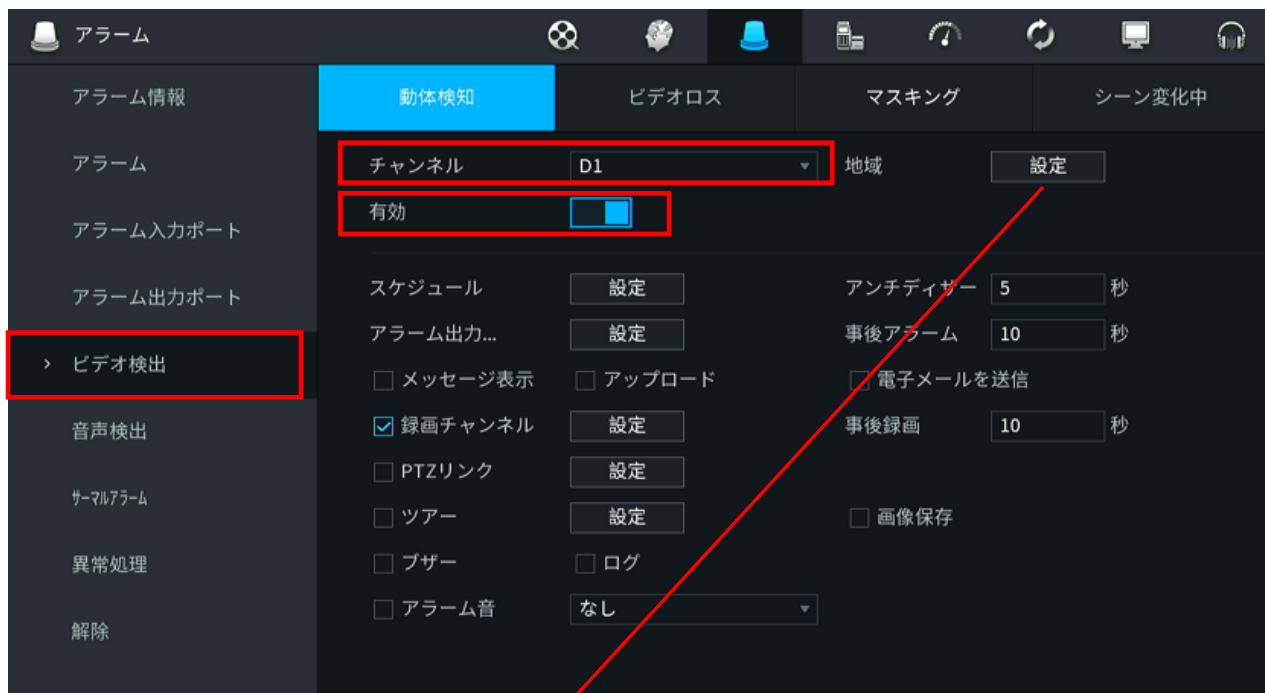 アラーム
アラーム情報
アラーム
アラーム入力ポート
アラーム出力ポート
› ビデオ検出
音声検出
ｻｰﾏﾙｱﾗｰﾑ
異常処理
解除
動体検知 ビデオロス マスキング シーン変化中
チャンネル D1 地域 設定
有効
スケジュール 設定 アンチディザー 5 秒
アラーム出力... 設定 事後アラーム 10 秒
メッセージ表示 アップロード 電子メールを送信
録画チャンネル 設定 事後録画 10 秒
PTZリンク 設定
ツアー 設定 画像保存
ブザー ログ
アラーム音 なし